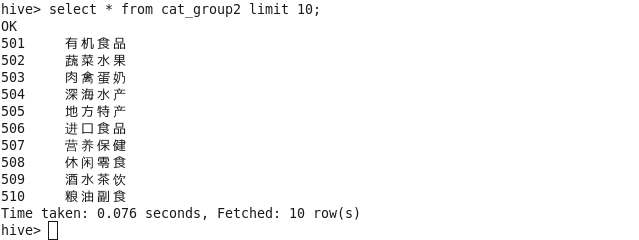 hive> select * from cat_group2 limit 10;
OK
501 有机食品
502 蔬菜水果
503 肉禽蛋奶
504 深海水产
505 地方特产
506 进口食品
507 营养保健
508 休闲零食
509 酒水茶饮
510 粮油副食
Time taken: 0.076 seconds, Fetched: 10 row(s)
hive>